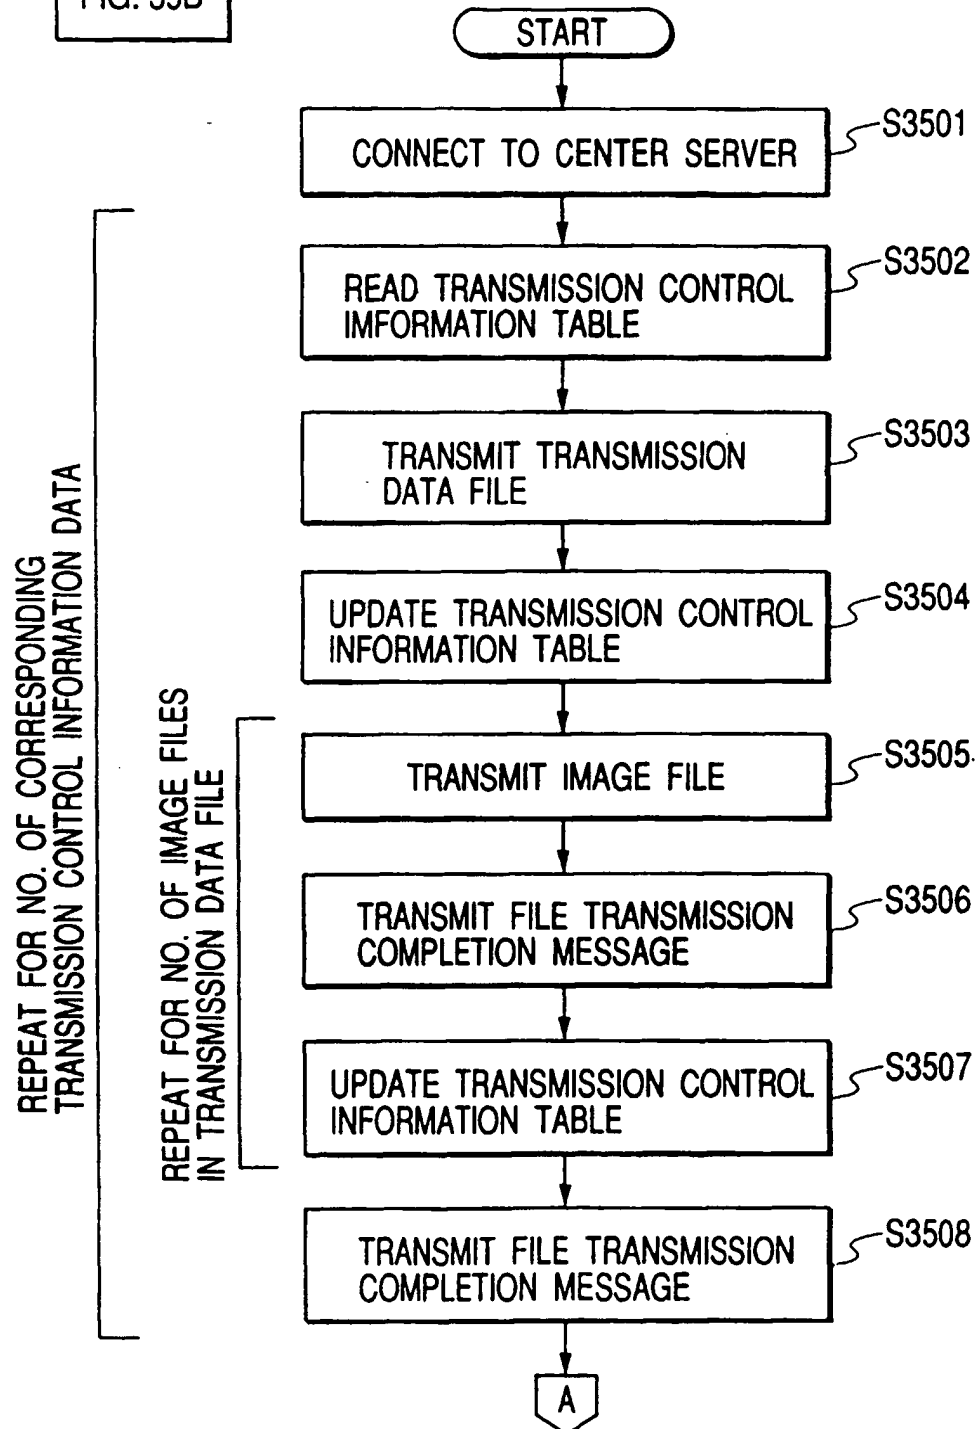 FIG. 35B
START
CONNECT TO CENTER SERVER
S3501
READ TRANSMISSION CONTROL
IMFORMATION TABLE
S3502
TRANSMIT TRANSMISSION
DATA FILE
S3503
UPDATE TRANSMISSION CONTROL
INFORMATION TABLE
S3504
TRANSMIT IMAGE FILE
S3505
TRANSMIT FILE TRANSMISSION
COMPLETION MESSAGE
S3506
UPDATE TRANSMISSION CONTROL
INFORMATION TABLE
S3507
TRANSMIT FILE TRANSMISSION
COMPLETION MESSAGE
S3508
A
REPEAT FOR NO. OF CORRESPONDING
TRANSMISSION CONTROL INFORMATION DATA
REPEAT FOR NO. OF IMAGE FILES
IN TRANSMISSION DATA FILE